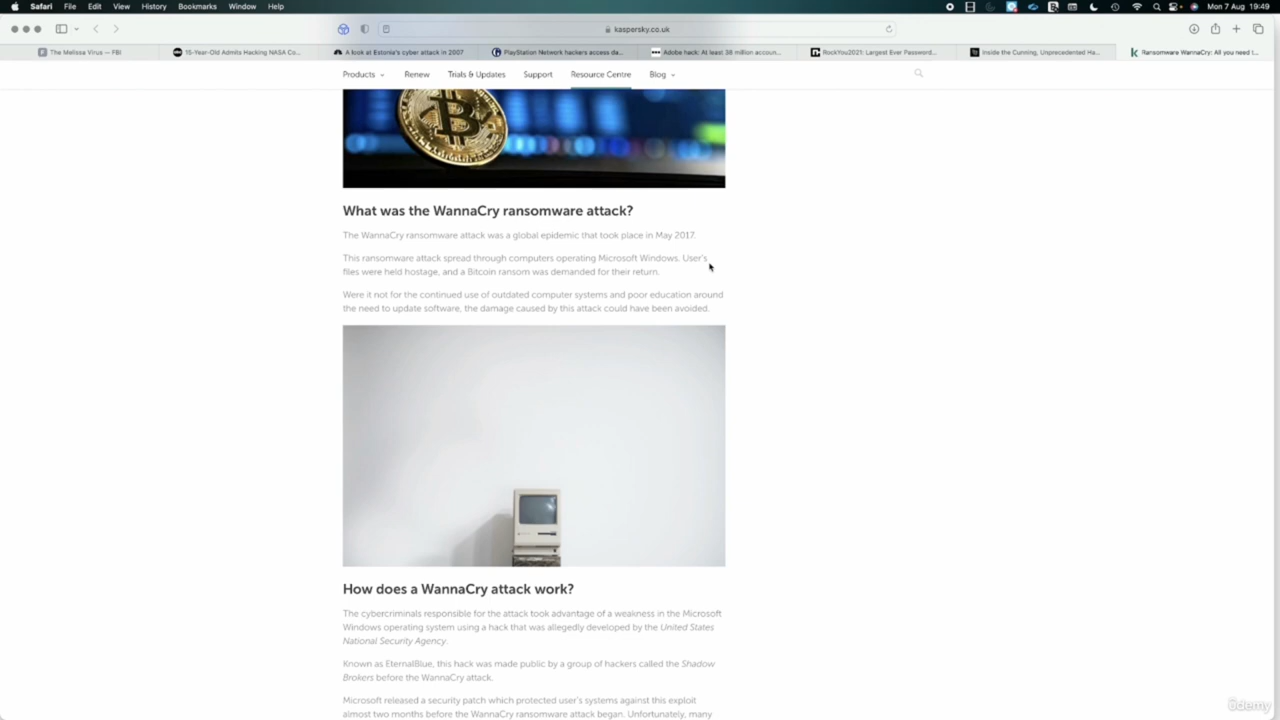 Safari File Edit View History Bookmarks Window Help Mon 7 Aug 19:49
kaspersky.co.uk
The Melissa Virus — FBI 15-Year-Old Admits Hacking NASA Co... A look at Estonia's cyber attack in 2007 PlayStation Network hackers access da... Adobe hack: At least 38 million accoun... RockYou2021: Largest Ever Password... Inside the Cunning, Unprecedented Ha... Ransomware WannaCry: All you need t...
Products Renew Trials & Updates Support Resource Centre Blog
What was the WannaCry ransomware attack?
The WannaCry ransomware attack was a global epidemic that took place in May 2017.
This ransomware attack spread through computers operating Microsoft Windows. User's
files were held hostage, and a Bitcoin ransom was demanded for their return.
Were it not for the continued use of outdated computer systems and poor education around
the need to update software, the damage caused by this attack could have been avoided.
How does a WannaCry attack work?
The cybercriminals responsible for the attack took advantage of a weakness in the Microsoft
Windows operating system using a hack that was allegedly developed by the United States
National Security Agency.
Known as EternalBlue, this hack was made public by a group of hackers called the Shadow
Brokers before the WannaCry attack.
Microsoft released a security patch which protected user's systems against this exploit
almost two months before the WannaCry ransomware attack began. Unfortunately, many
ûdemy